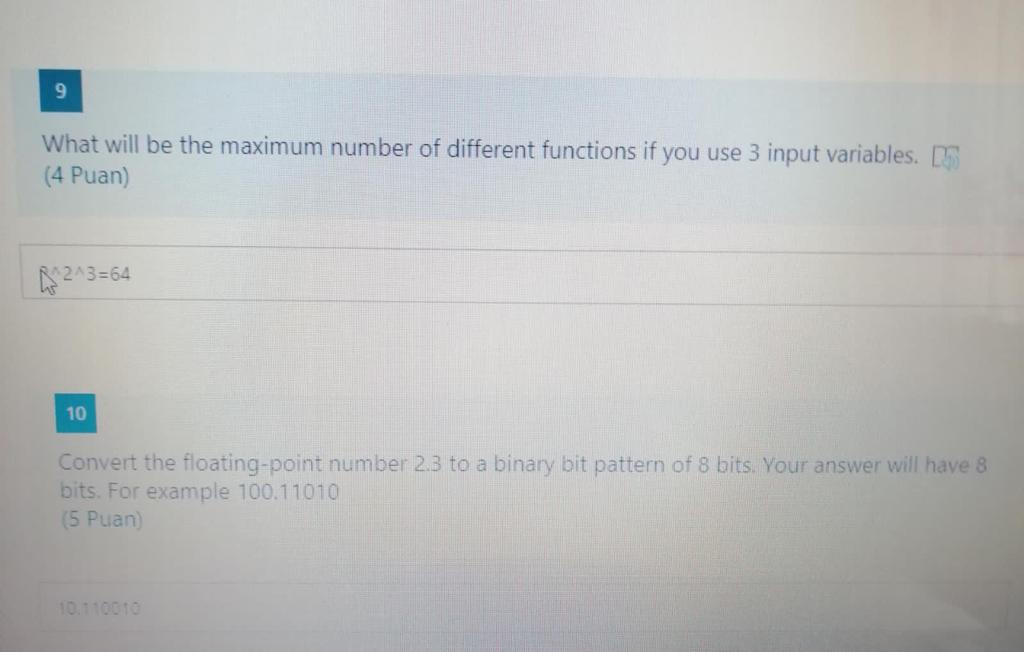 9
What will be the maximum number of different functions if you use 3 input variables.
(4 Puan)
^2^3=64
10
Convert the floating-point number 2.3 to a binary bit pattern of 8 bits. Your answer will have 8
bits. For example 100.11010
(5 Puan)
10.110010